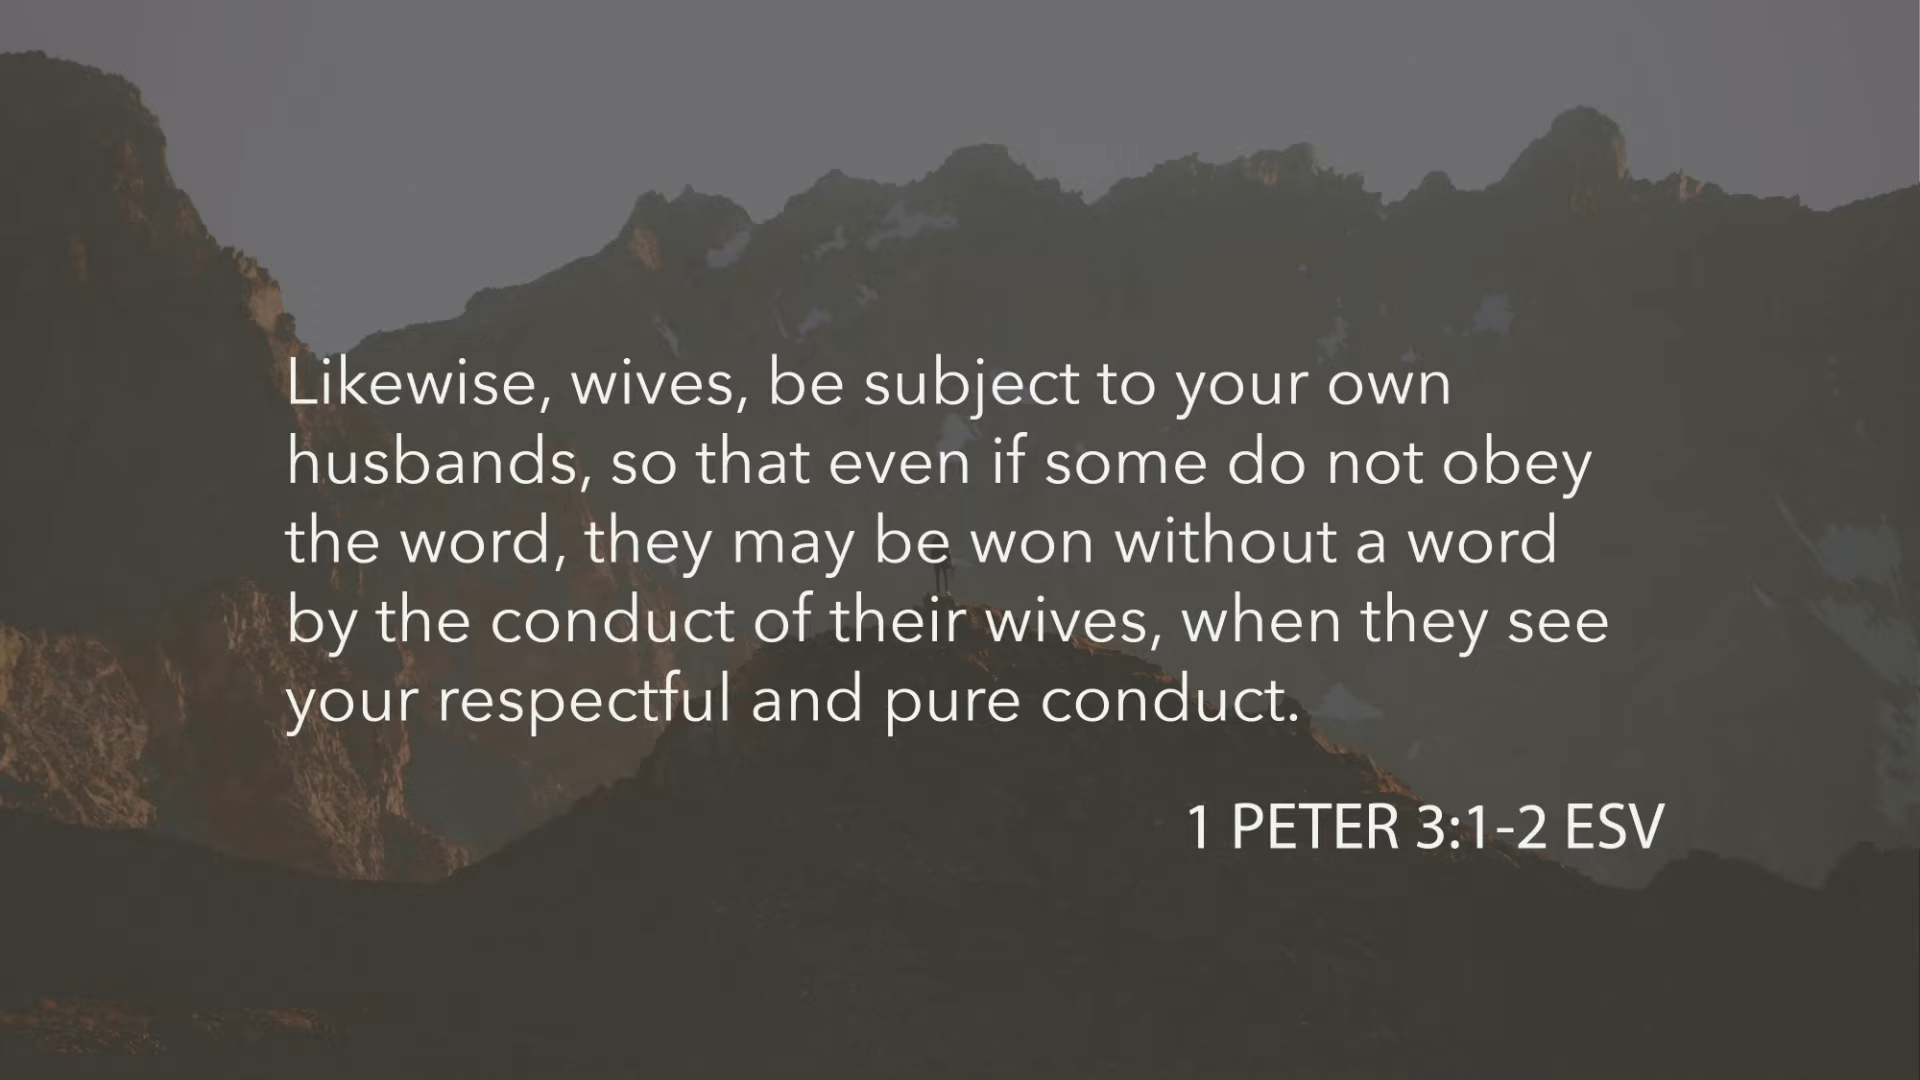 Likewise, wives, be subject to your own
husbands, so that even if some do not obey
the word, they may be won without a word
by the conduct of their wives, when they see
your respectful and pure conduct.
1 PETER 3:1-2 ESV